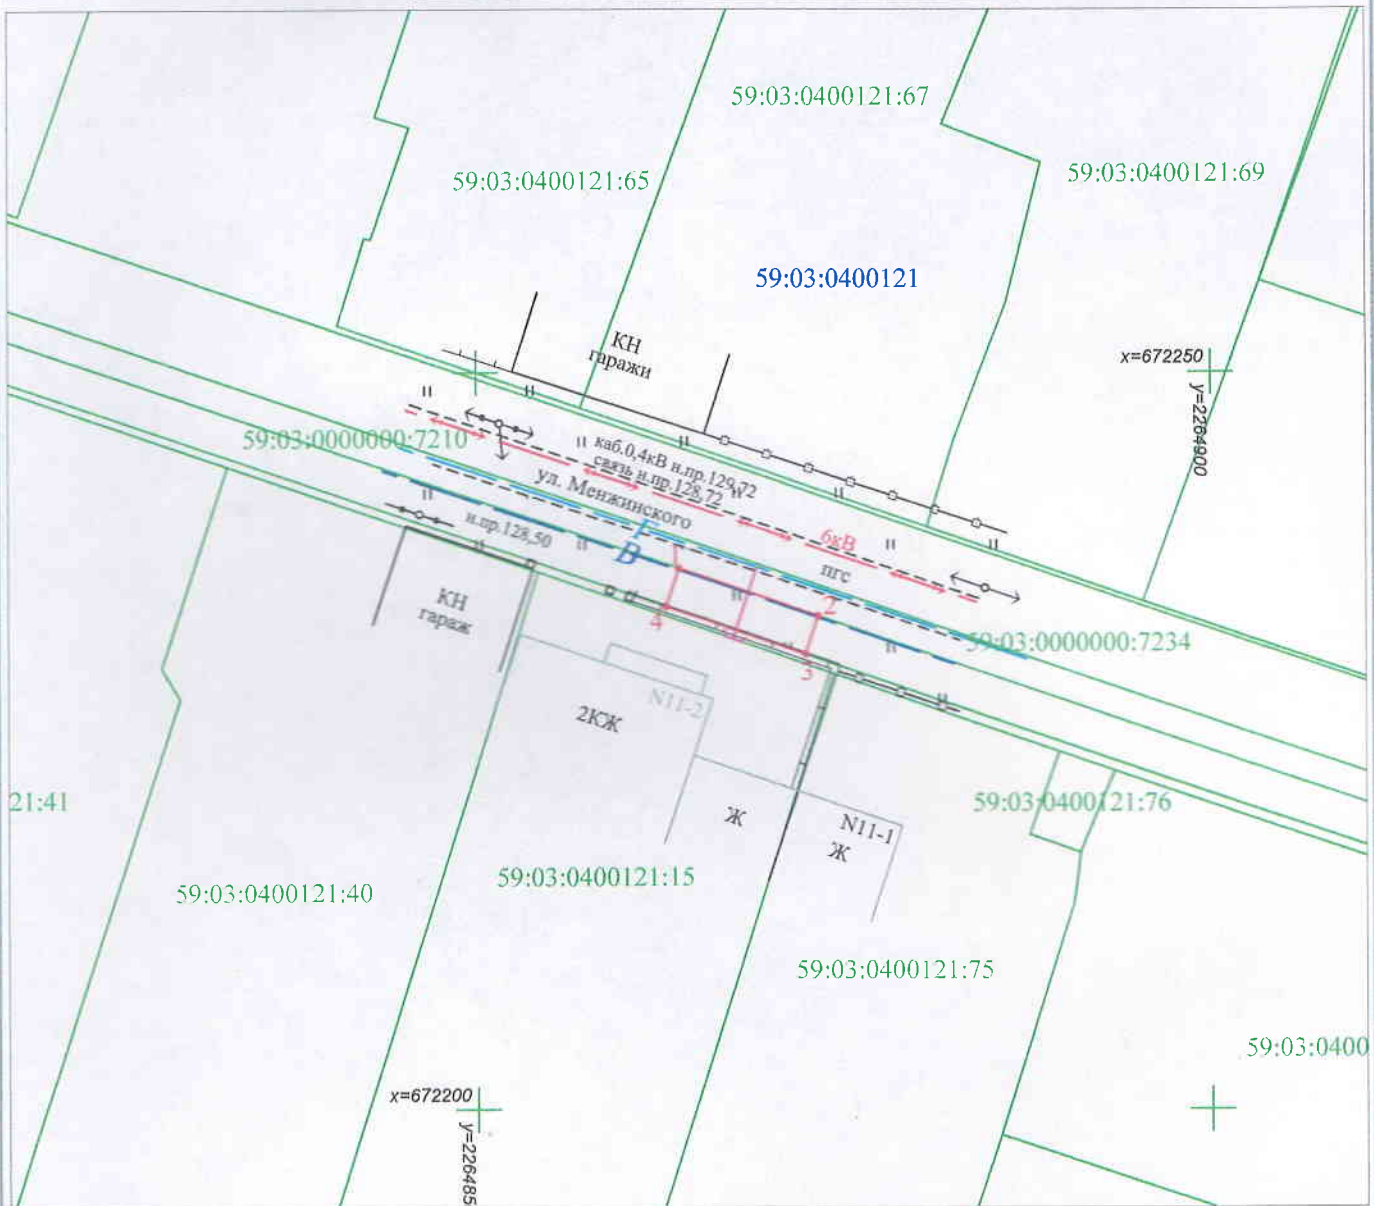 59:03:0400121:67
59:03:0400121:69
59:03:0400121:65
59:03:0400121
КН
гаражи
x=672250
y=2264900
59:03:0000000:7210
каб.0,4кВ н.пр.129,72
связь н.пр.128,72
ул. Менжинского
н.пр.128,50
Г
В
6кВ
пгс
1
2
4
3
59:03:0000000:7234
КН
гараж
N11-2
2КЖ
21:41
59:03:0400121:76
Ж
N11-1
Ж
59:03:0400121:40
59:03:0400121:15
59:03:0400121:75
59:03:0400
x=672200
y=226485